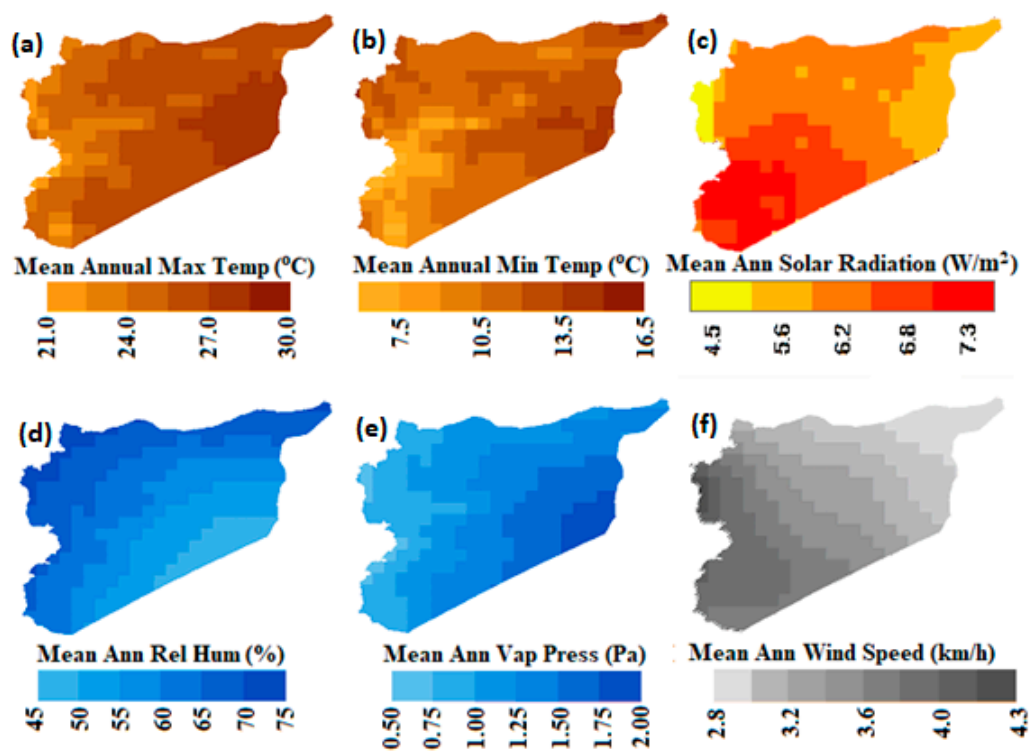 (a)
(b)
(c)
Mean Annual Max Temp (°C)
Mean Annual Min Temp (°C)
Mean Ann Solar Radiation (W/m²)
21.0 24.0 27.0 30.0
7.5 10.5 13.5 16.5
4.5 5.6 6.2 6.8 7.3
(d)
(e)
(f)
Mean Ann Rel Hum (%)
Mean Ann Vap Press (Pa)
Mean Ann Wind Speed (km/h)
45 50 55 60 65 70 75
0.50 0.75 1.00 1.25 1.50 1.75 2.00
2.8 3.2 3.6 4.0 4.3